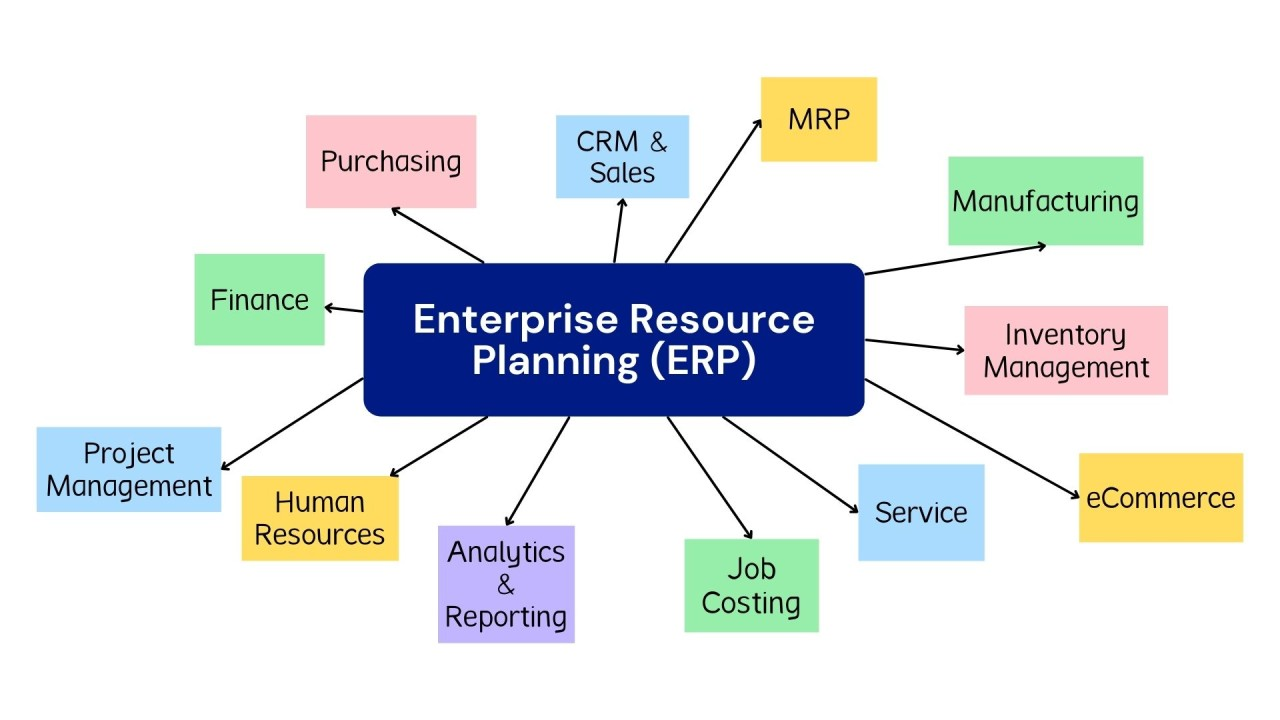 MRP
Purchasing
CRM &
Sales
Manufacturing
Finance
Enterprise Resource
Planning (ERP)
Inventory
Management
Project
Management
Human
Resources
Analytics
&
Reporting
Job
Costing
Service
eCommerce